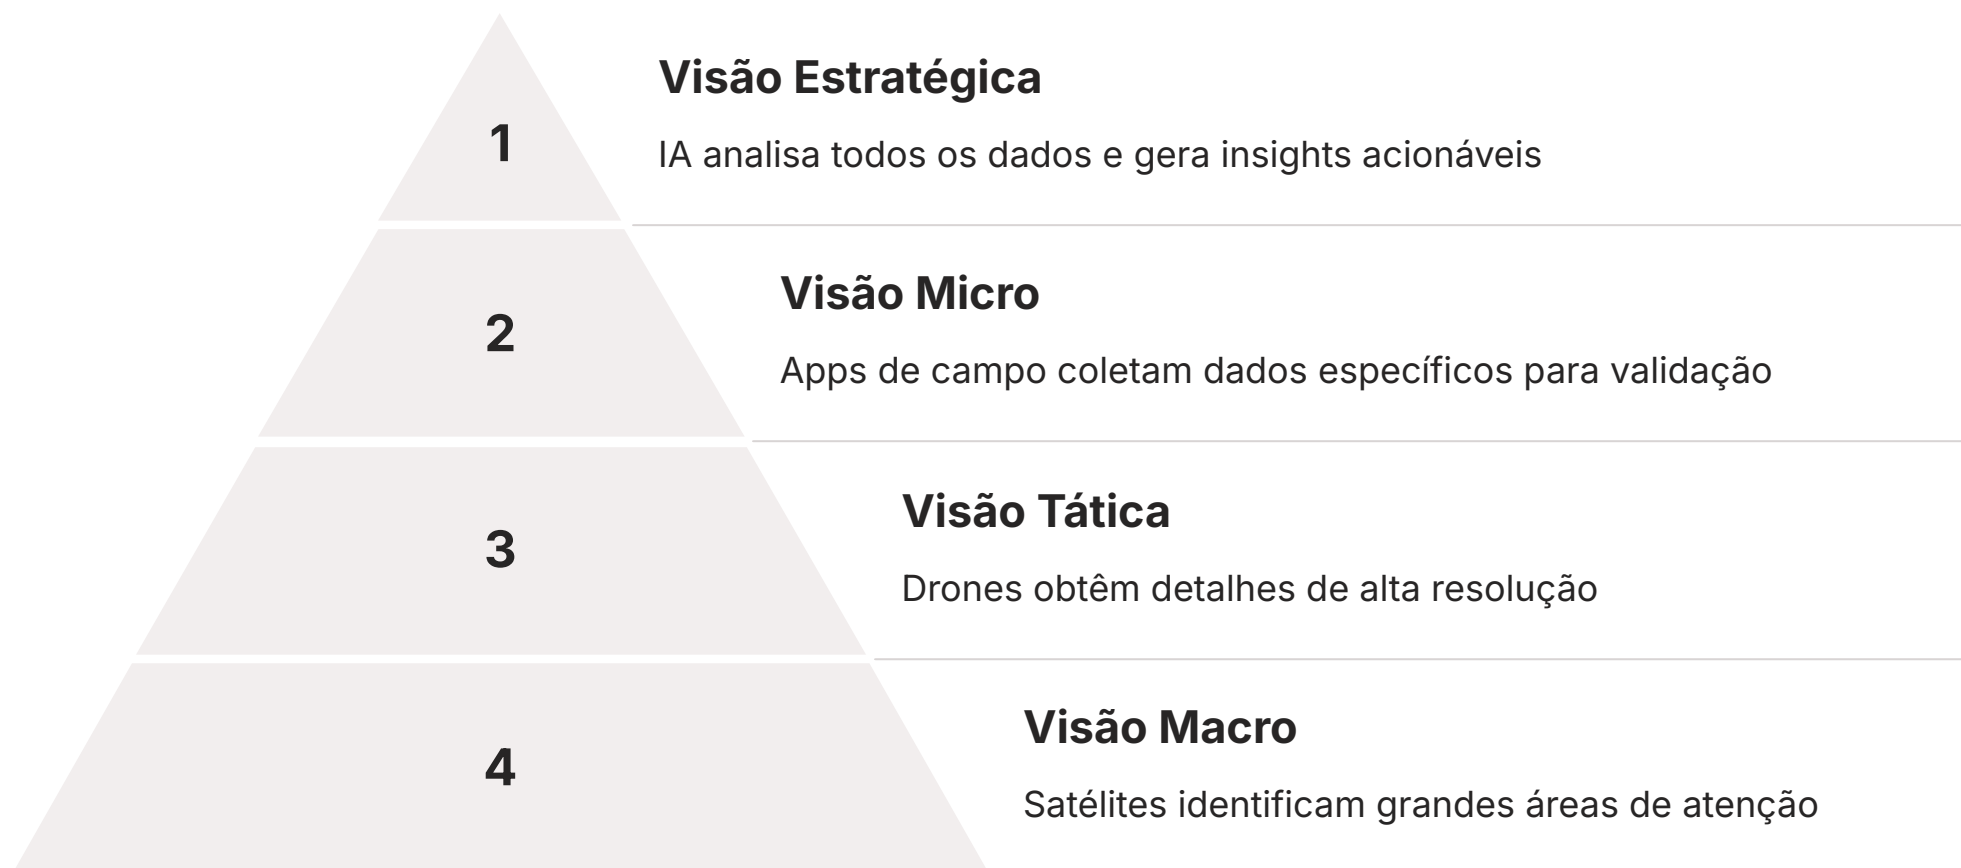 1
Visão Estratégica
IA analisa todos os dados e gera insights acionáveis
2
Visão Micro
Apps de campo coletam dados específicos para validação
3
Visão Tática
Drones obtêm detalhes de alta resolução
4
Visão Macro
Satélites identificam grandes áreas de atenção